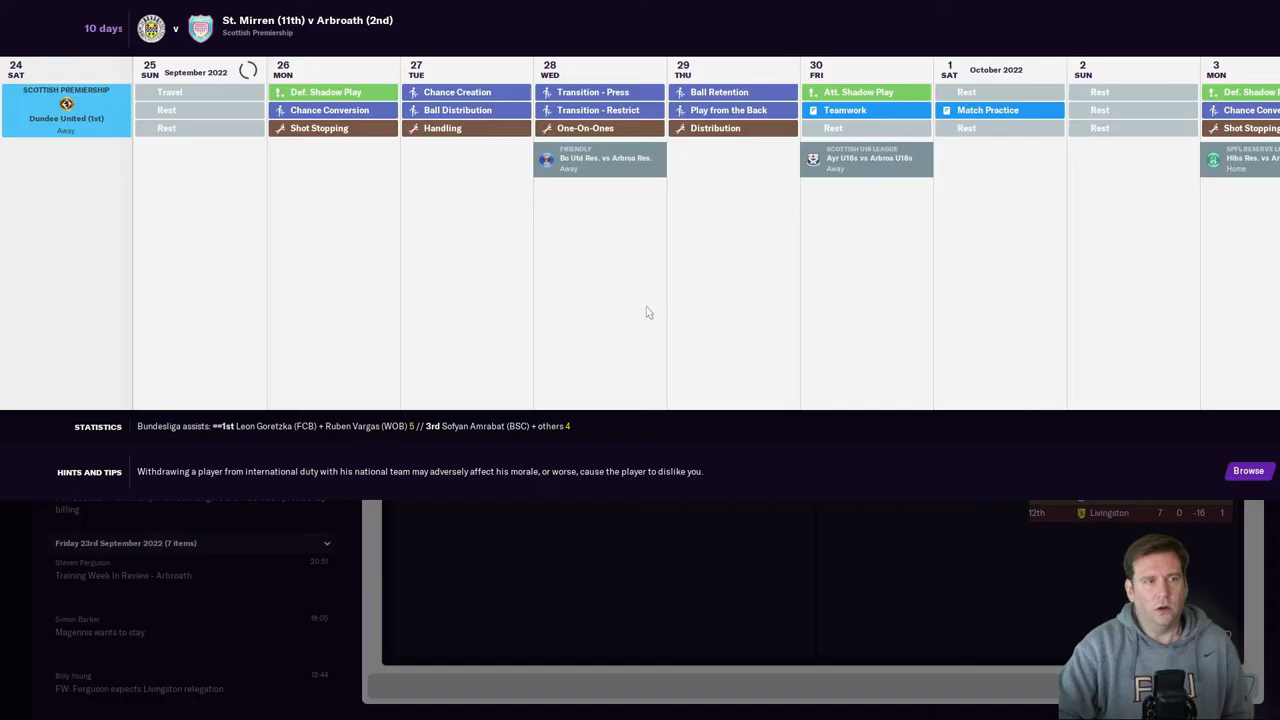 10 days
v
St. Mirren (11th) v Arbroath (2nd)
Scottish Premiership
24
SAT
25
SUN
September 2022
26
MON
27
TUE
28
WED
29
THU
30
FRI
1
SAT
October 2022
2
SUN
3
MON
SCOTTISH PREMIERSHIP
Dundee United (1st)
Away
Travel
Rest
Rest
Def. Shadow Play
Chance Conversion
Shot Stopping
Chance Creation
Ball Distribution
Handling
Transition - Press
Transition - Restrict
One-On-Ones
FRIENDLY
Bo Utd Res. vs Arbroa Res.
Away
Ball Retention
Play from the Back
Distribution
Att. Shadow Play
Teamwork
Rest
SCOTTISH U18 LEAGUE
Ayr U18s vs Arbroa U18s
Away
Rest
Match Practice
Rest
Rest
Rest
Rest
Def. Shadow
Chance Conve
Shot Stopping
SPFL RESERVE L
Hibs Res. vs Ar
Home
STATISTICS
Bundesliga assists: ==1st Leon Goretzka (FCB) + Ruben Vargas (WOB) 5 // 3rd Sofyan Amrabat (BSC) + others 4
HINTS AND TIPS
Withdrawing a player from international duty with his national team may adversely affect his morale, or worse, cause the player to dislike you.
Browse
billing
12th Livingston 7 0 -16 1
Friday 23rd September 2022 (7 items)
Steven Ferguson 20:51
Training Week In Review - Arbroath
Simon Barker 16:05
Magennis wants to stay
Billy Young 12:44
FW: Ferguson expects Livingston relegation